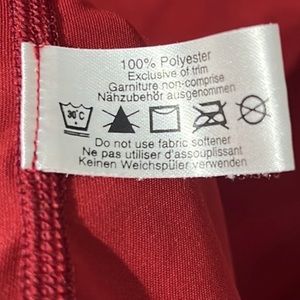 100% Polyester
Exclusive of trim
Garniture non-comprise
Nähzubehör ausgenommen
30°C
Do not use fabric softener
Ne pas utiliser d'assouplissant
Keinen Weichspüler verwenden